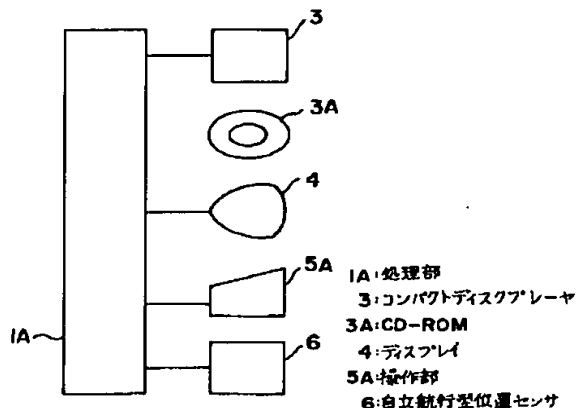 3
3A
4
5A
1A
6
1A:処理部
3:コンパクトディスクプレーヤ
3A:CD-ROM
4:ディスプレイ
5A:操作部
6:自立航行型位置センサ